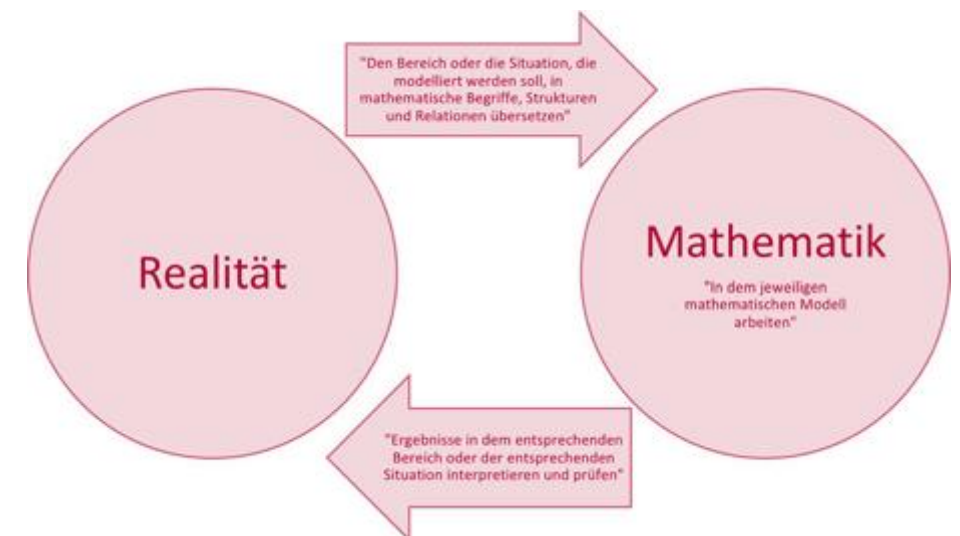 "Den Bereich oder die Situation, die
modelliert werden soll, in
mathematische Begriffe, Strukturen
und Relationen übersetzen"
Realität
Mathematik
"In dem jeweiligen
mathematischen Modell
arbeiten"
"Ergebnisse in dem entsprechenden
Bereich oder der entsprechenden
Situation interpretieren und prüfen"